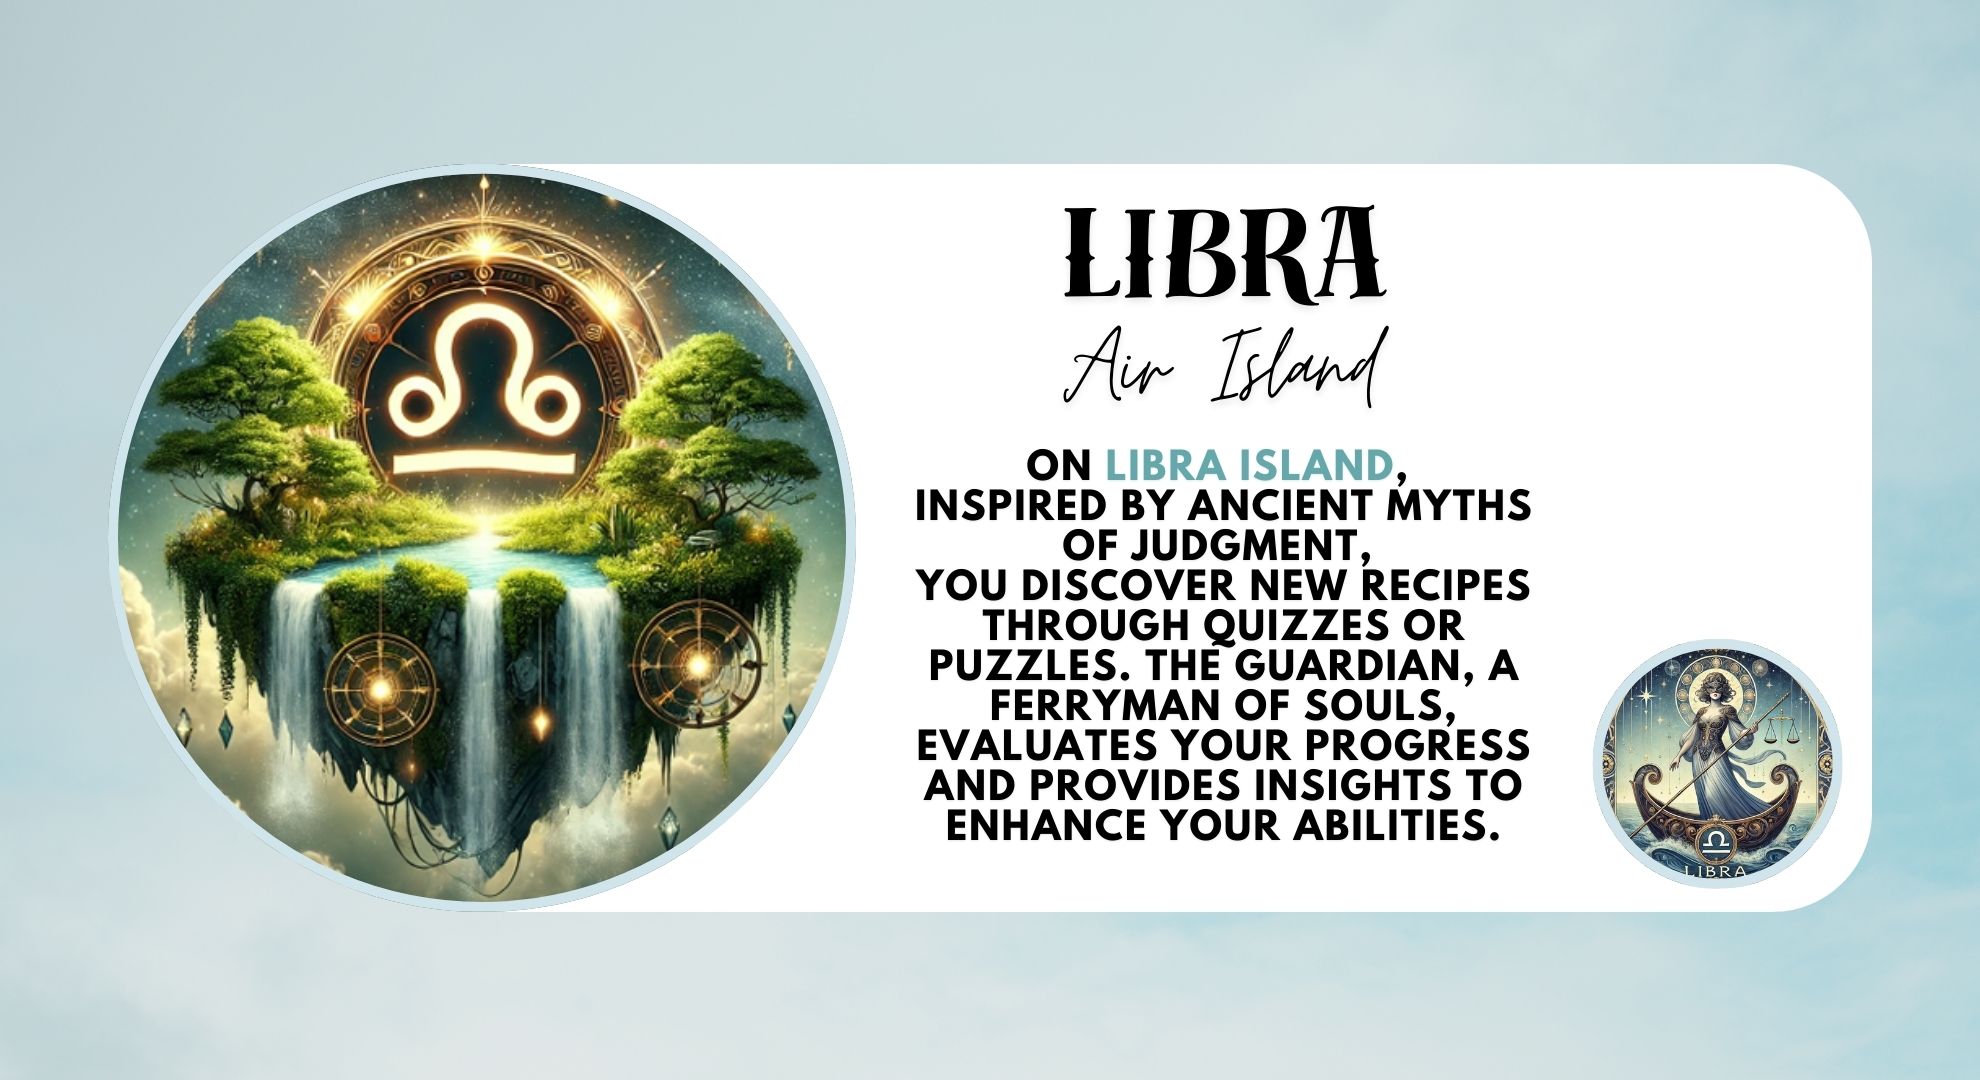 LIBRA
Air Island
ON LIBRA ISLAND,
INSPIRED BY ANCIENT MYTHS
OF JUDGMENT,
YOU DISCOVER NEW RECIPES
THROUGH QUIZZES OR
PUZZLES. THE GUARDIAN, A
FERRYMAN OF SOULS,
EVALUATES YOUR PROGRESS
AND PROVIDES INSIGHTS TO
ENHANCE YOUR ABILITIES.
LIBRA